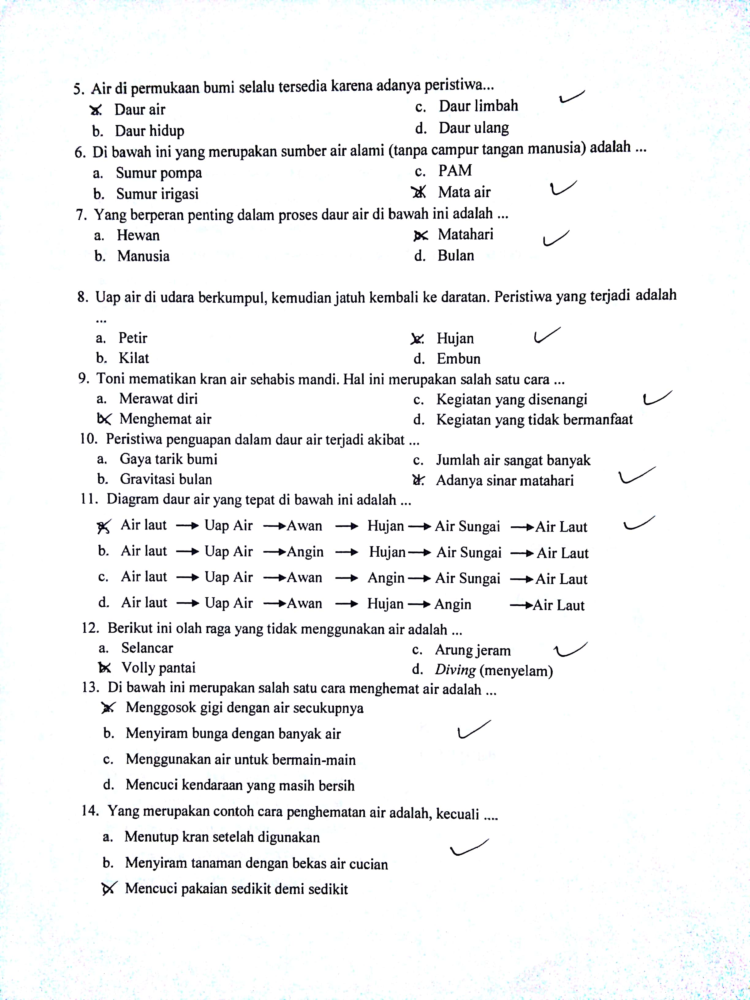 5. Air di permukaan bumi selalu tersedia karena adanya peristiwa...
a. Daur air
c. Daur limbah
b. Daur hidup
d. Daur ulang
6. Di bawah ini yang merupakan sumber air alami (tanpa campur tangan manusia) adalah ...
a. Sumur pompa
c. PAM
b. Sumur irigasi
d. Mata air
7. Yang berperan penting dalam proses daur air di bawah ini adalah ...
a. Hewan
c. Matahari
b. Manusia
d. Bulan
8. Uap air di udara berkumpul, kemudian jatuh kembali ke daratan. Peristiwa yang terjadi adalah
...
a. Petir
c. Hujan
b. Kilat
d. Embun
9. Toni mematikan kran air sehabis mandi. Hal ini merupakan salah satu cara ...
a. Merawat diri
c. Kegiatan yang disenangi
b. Menghemat air
d. Kegiatan yang tidak bermanfaat
10. Peristiwa penguapan dalam daur air terjadi akibat ...
a. Gaya tarik bumi
c. Jumlah air sangat banyak
b. Gravitasi bulan
d. Adanya sinar matahari
11. Diagram daur air yang tepat di bawah ini adalah ...
a. Air laut → Uap Air → Awan → Hujan → Air Sungai → Air Laut
b. Air laut → Uap Air → Angin → Hujan → Air Sungai → Air Laut
c. Air laut → Uap Air → Awan → Angin → Air Sungai → Air Laut
d. Air laut → Uap Air → Awan → Hujan → Angin → Air Laut
12. Berikut ini olah raga yang tidak menggunakan air adalah ...
a. Selancar
c. Arung jeram
b. Volly pantai
d. Diving (menyelam)
13. Di bawah ini merupakan salah satu cara menghemat air adalah ...
a. Menggosok gigi dengan air secukupnya
b. Menyiram bunga dengan banyak air
c. Menggunakan air untuk bermain-main
d. Mencuci kendaraan yang masih bersih
14. Yang merupakan contoh cara penghematan air adalah, kecuali ....
a. Menutup kran setelah digunakan
b. Menyiram tanaman dengan bekas air cucian
c. Mencuci pakaian sedikit demi sedikit